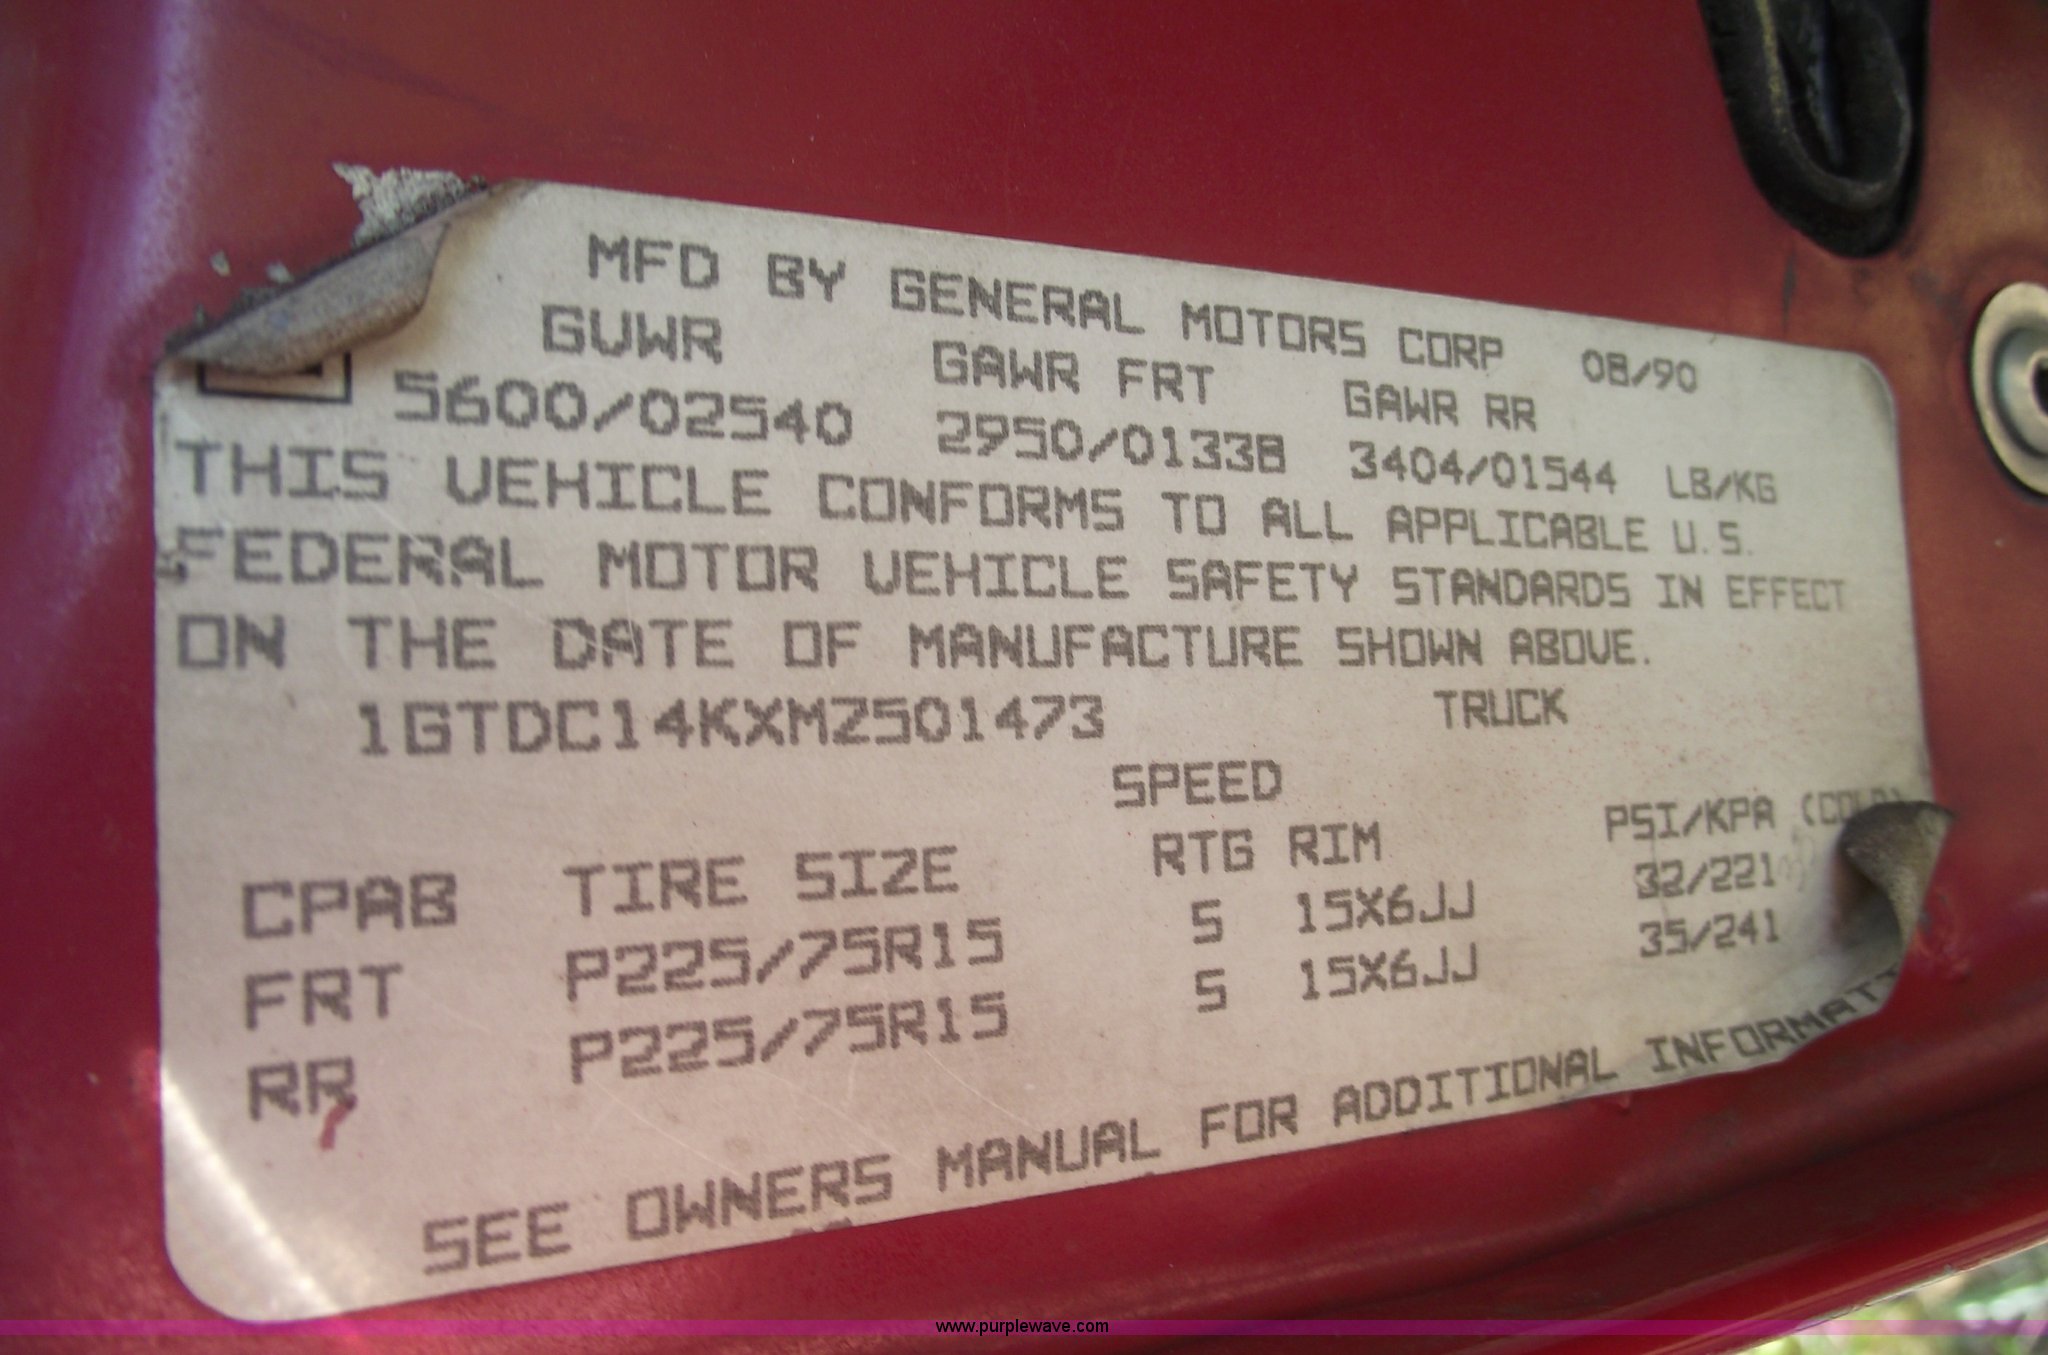 MFD BY GENERAL MOTORS CORP 08/90
GVWR GAWR FRT GAWR RR
5600/02540 2950/01338 3404/01544 LB/KG
THIS VEHICLE CONFORMS TO ALL APPLICABLE U.S.
FEDERAL MOTOR VEHICLE SAFETY STANDARDS IN EFFECT
ON THE DATE OF MANUFACTURE SHOWN ABOVE.
1GTDC14KXMZ501473 TRUCK
SPEED
CPAB TIRE SIZE RTG RIM PSI/KPA (COLD)
FRT P225/75R15 S 15X6JJ 32/221
RR P225/75R15 S 15X6JJ 35/241
SEE OWNERS MANUAL FOR ADDITIONAL INFORMAT
www.purplewave.com